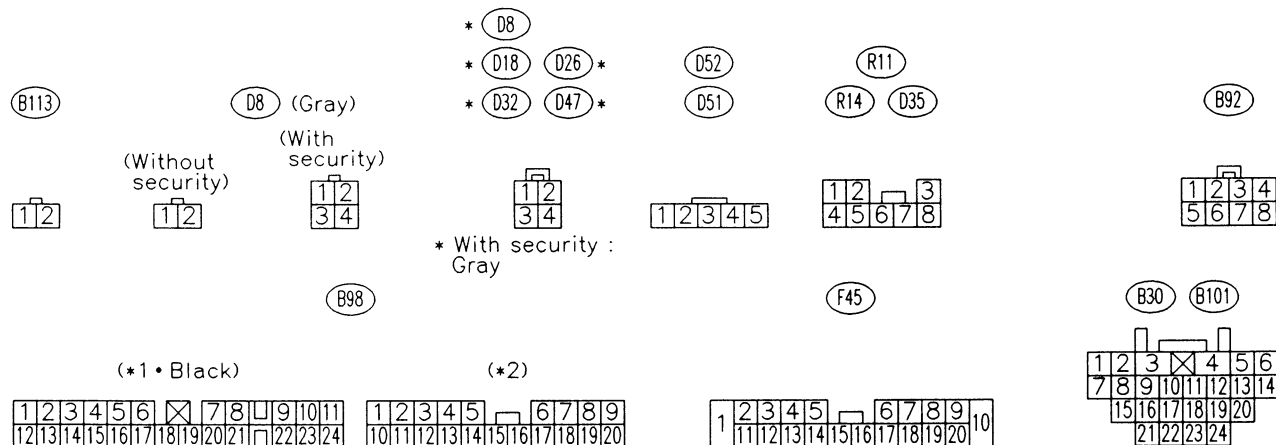 * D8
* D18 D26 *
D52
R11
B113
D8 (Gray)
* D32 D47 *
D51
R14 D35
B92
(Without
security)
(With
security)
1 2
1 2
1 2
3 4
1 2
3 4
1 2 3 4 5
1 2 3
4 5 6 7 8
1 2 3 4
5 6 7 8
* With security :
Gray
B98
F45
B30 B101
(*1•Black)
(*2)
1 2 3 4 5 6 7 8 9 10 11
12 13 14 15 16 17 18 19 20 21 22 23 24
1 2 3 4 5 6 7 8 9
10 11 12 13 14 15 16 17 18 19 20
1 2 3 4 5 6 7 8 9 10
11 12 13 14 15 16 17 18 19 20
1 2 3 4 5 6
7 8 9 10 11 12 13 14
15 16 17 18 19 20
21 22 23 24